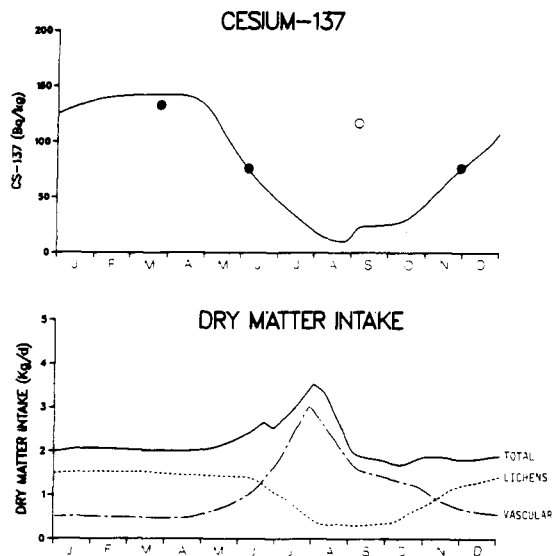 CESIUM-137
CS-137 (Bq/kg)
200
150
100
50
0
J F M A M J J A S O N D
DRY MATTER INTAKE
DRY MATTER INTAKE (Kg/d)
5
4
3
2
1
0
TOTAL
LICHENS
VASCULAR
J F M A M J J A S O N D